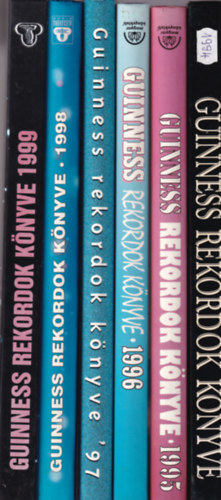 GUINNESS REKORDOK KÖNYVE 1999
GUINNESS REKORDOK KÖNYVE · 1998
Guinness rekordok könyve '97
GUINNESS REKORDOK KÖNYVE · 1996
GUINNESS REKORDOK KÖNYVE · 1995
1994
GUINNESS REKORDOK KÖNYVE